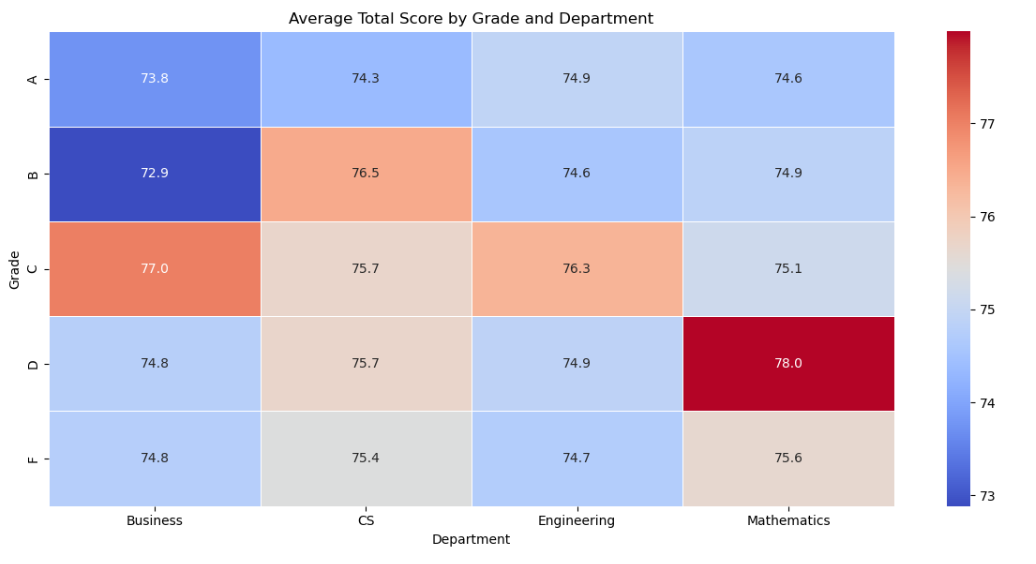 Average Total Score by Grade and Department
A 73.8 74.3 74.9 74.6
77
B 72.9 76.5 74.6 74.9
76
Grade
C 77.0 75.7 76.3 75.1
75
D 74.8 75.7 74.9 78.0
74
F 74.8 75.4 74.7 75.6
73
Business CS Engineering Mathematics
Department